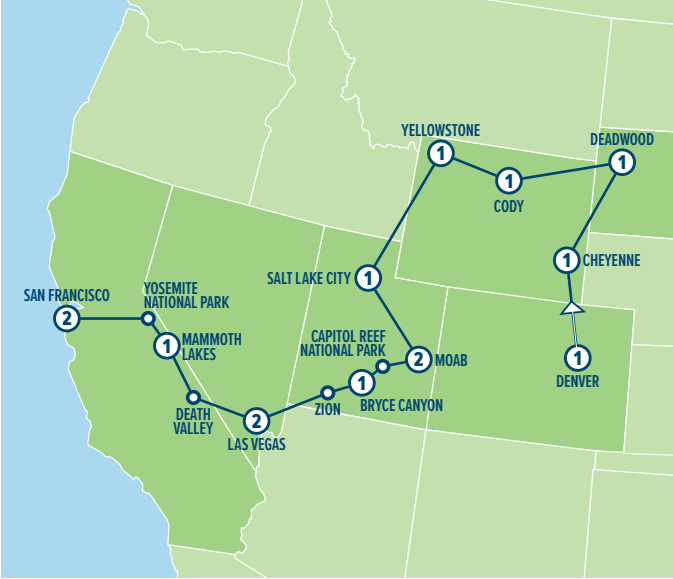 YELLOWSTONE
1
DEADWOOD
1
1
CODY
1
CHEYENNE
SALT LAKE CITY
1
SAN FRANCISCO
2
YOSEMITE
NATIONAL PARK
1
MAMMOTH
LAKES
CAPITOL REEF
NATIONAL PARK
2
MOAB
1
DENVER
1
BRYCE CANYON
ZION
DEATH
VALLEY
2
LAS VEGAS